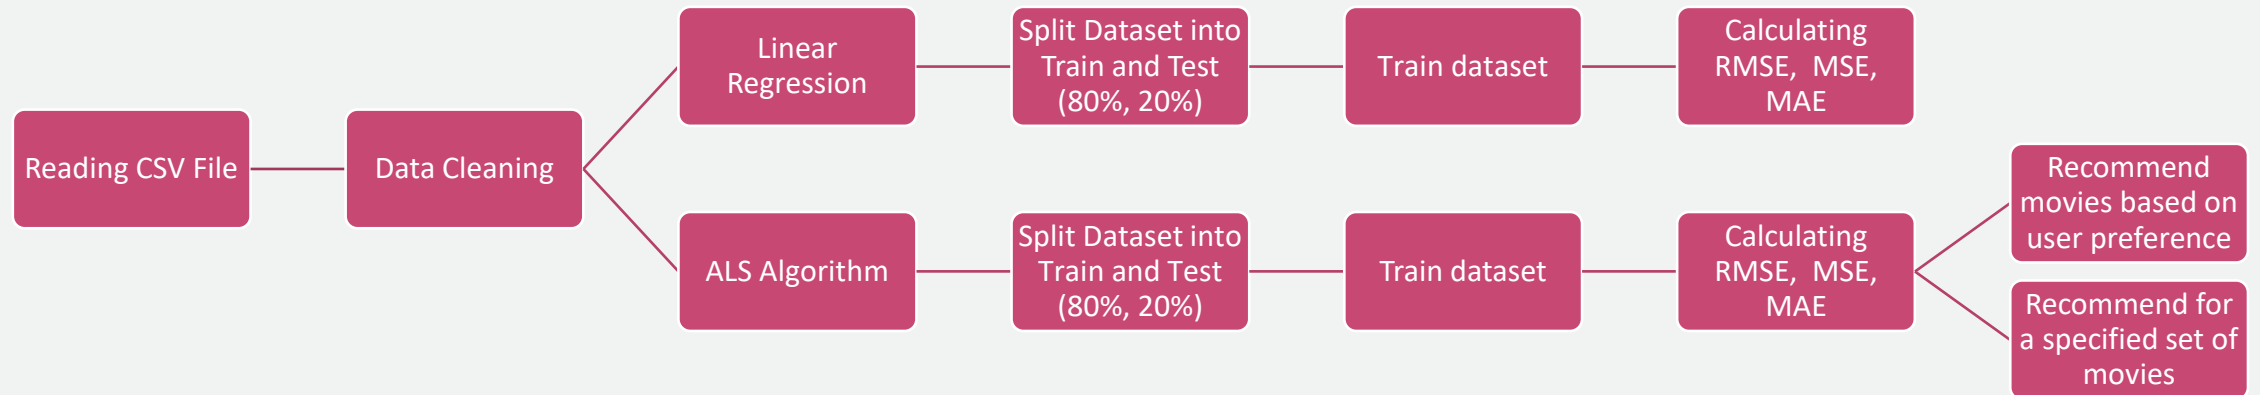 Reading CSV File
Data Cleaning
Linear
Regression
Split Dataset into
Train and Test
(80%, 20%)
Train dataset
Calculating
RMSE, MSE,
MAE
ALS Algorithm
Split Dataset into
Train and Test
(80%, 20%)
Train dataset
Calculating
RMSE, MSE,
MAE
Recommend
movies based on
user preference
Recommend for
a specified set of
movies